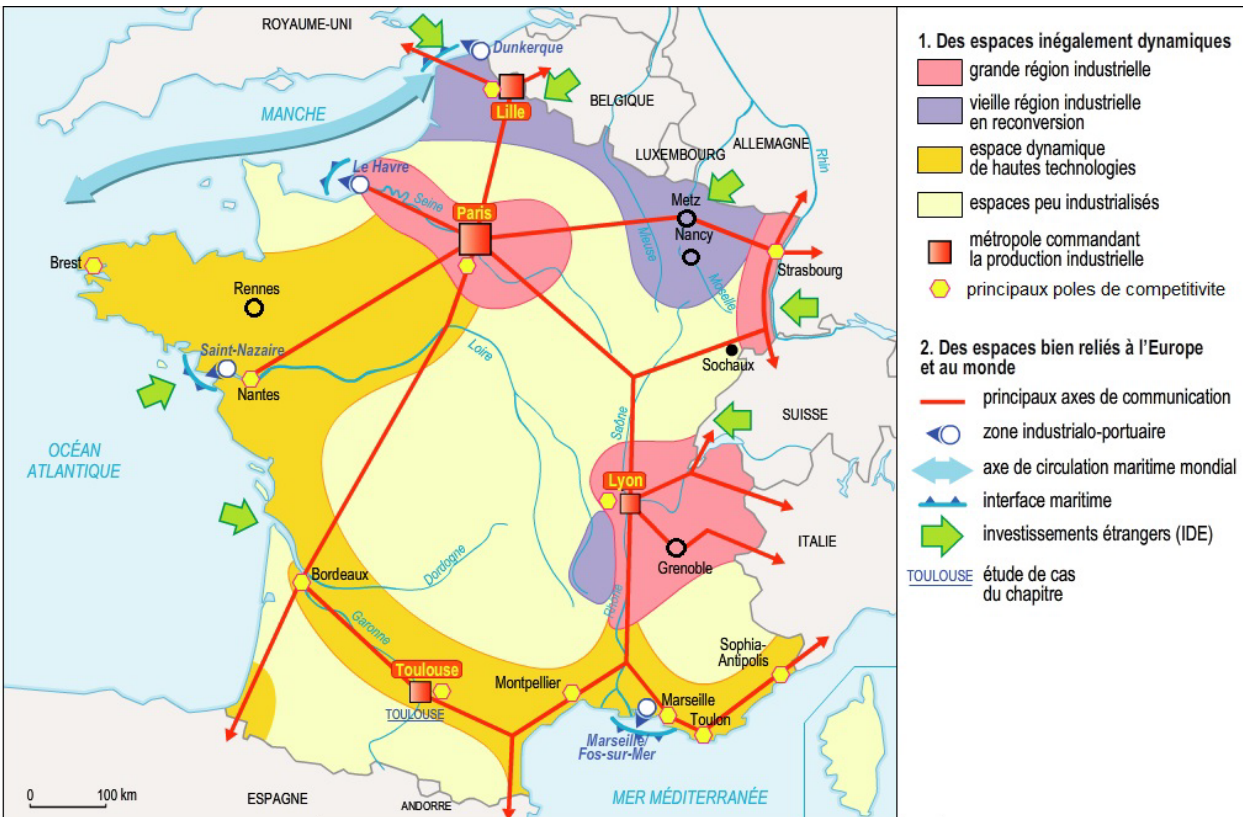 ROYAUME-UNI
Dunkerque
MANCHE
Lille
BELGIQUE
LUXEMBOURG
ALLEMAGNE
Rhin
Le Havre
Seine
Paris
Metz
Nancy
Meuse
Moselle
Strasbourg
Brest
Rennes
Saint-Nazaire
Nantes
Loire
Sochaux
Saône
SUISSE
OCÉAN
ATLANTIQUE
Lyon
ITALIE
Grenoble
Dordogne
Bordeaux
Garonne
Rhône
Sophia-
Antipolis
Toulouse
TOULOUSE
Montpellier
Marseille
Toulon
Marseille/
Fos-sur-Mer
0 100 km
ESPAGNE
ANDORRE
MER MÉDITERRANÉE
1. Des espaces inégalement dynamiques
grande région industrielle
vieille région industrielle
en reconversion
espace dynamique
de hautes technologies
espaces peu industrialisés
métropole commandant
la production industrielle
principaux poles de competitivite
2. Des espaces bien reliés à l’Europe
et au monde
principaux axes de communication
zone industrialo-portuaire
axe de circulation maritime mondial
interface maritime
investissements étrangers (IDE)
TOULOUSE étude de cas
du chapitre